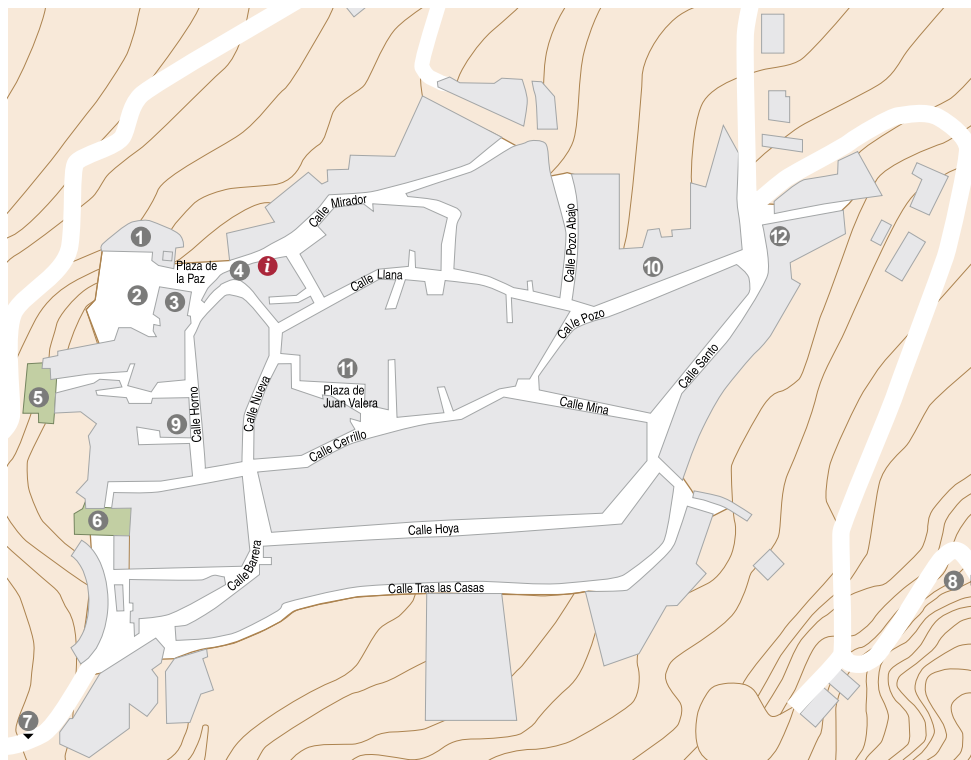 Calle Mirador
Calle Pozo Abajo
1
12
Plaza de
la Paz
4
i
10
Calle Llana
2
3
Calle Pozo
11
Calle Santo
5
Plaza de
Juan Valera
Calle Horno
Calle Nueva
Calle Mina
9
Calle Cerrillo
6
Calle Hoya
Calle Barrera
8
Calle Tras las Casas
7